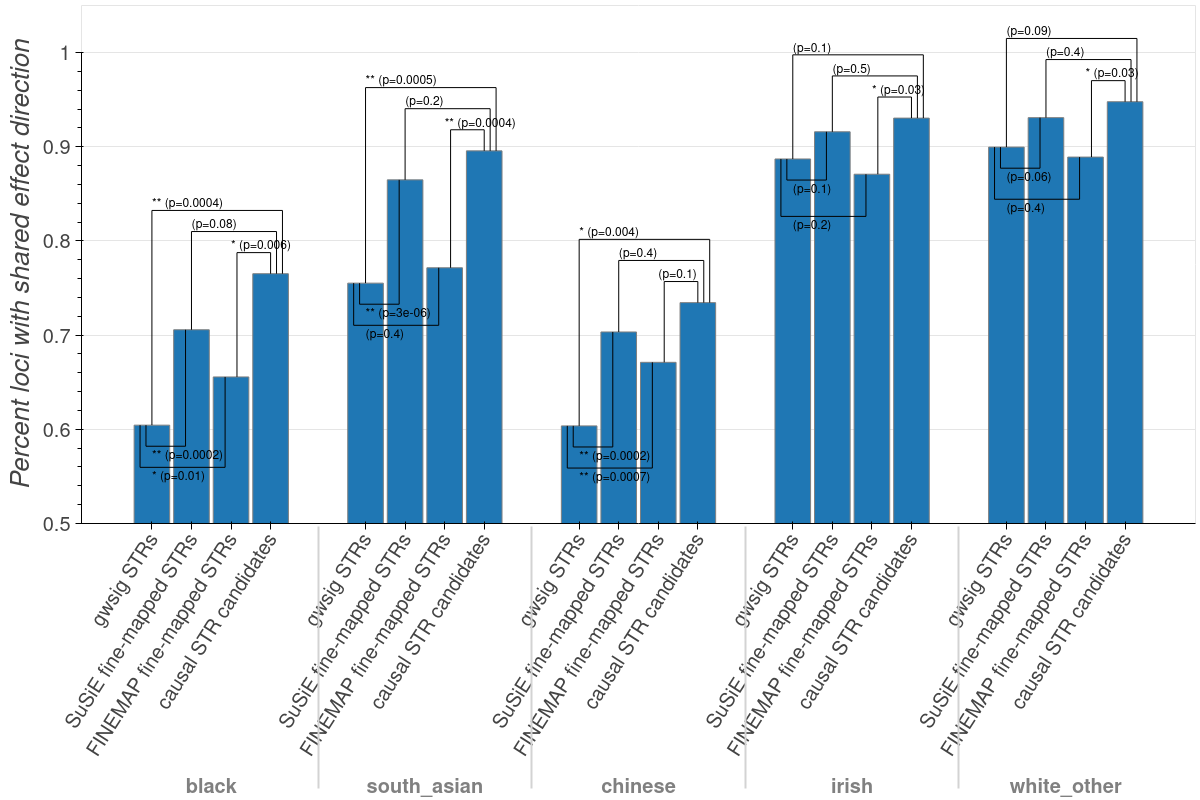 Percent loci with shared effect direction
1
0.9
0.8
0.7
0.6
0.5
** (p=0.0004)
(p=0.08)
* (p=0.006)
** (p=0.0002)
* (p=0.01)
** (p=0.0005)
(p=0.2)
** (p=0.0004)
** (p=3e-06)
(p=0.4)
* (p=0.004)
(p=0.4)
(p=0.1)
** (p=0.0002)
** (p=0.0007)
(p=0.1)
(p=0.5)
* (p=0.03)
(p=0.1)
(p=0.2)
(p=0.09)
(p=0.4)
* (p=0.03)
(p=0.06)
(p=0.4)
gwsig STRs
SuSiE fine-mapped STRs
FINEMAP fine-mapped STRs
causal STR candidates
gwsig STRs
SuSiE fine-mapped STRs
FINEMAP fine-mapped STRs
causal STR candidates
gwsig STRs
SuSiE fine-mapped STRs
FINEMAP fine-mapped STRs
causal STR candidates
gwsig STRs
SuSiE fine-mapped STRs
FINEMAP fine-mapped STRs
causal STR candidates
gwsig STRs
SuSiE fine-mapped STRs
FINEMAP fine-mapped STRs
causal STR candidates
black
south_asian
chinese
irish
white_other